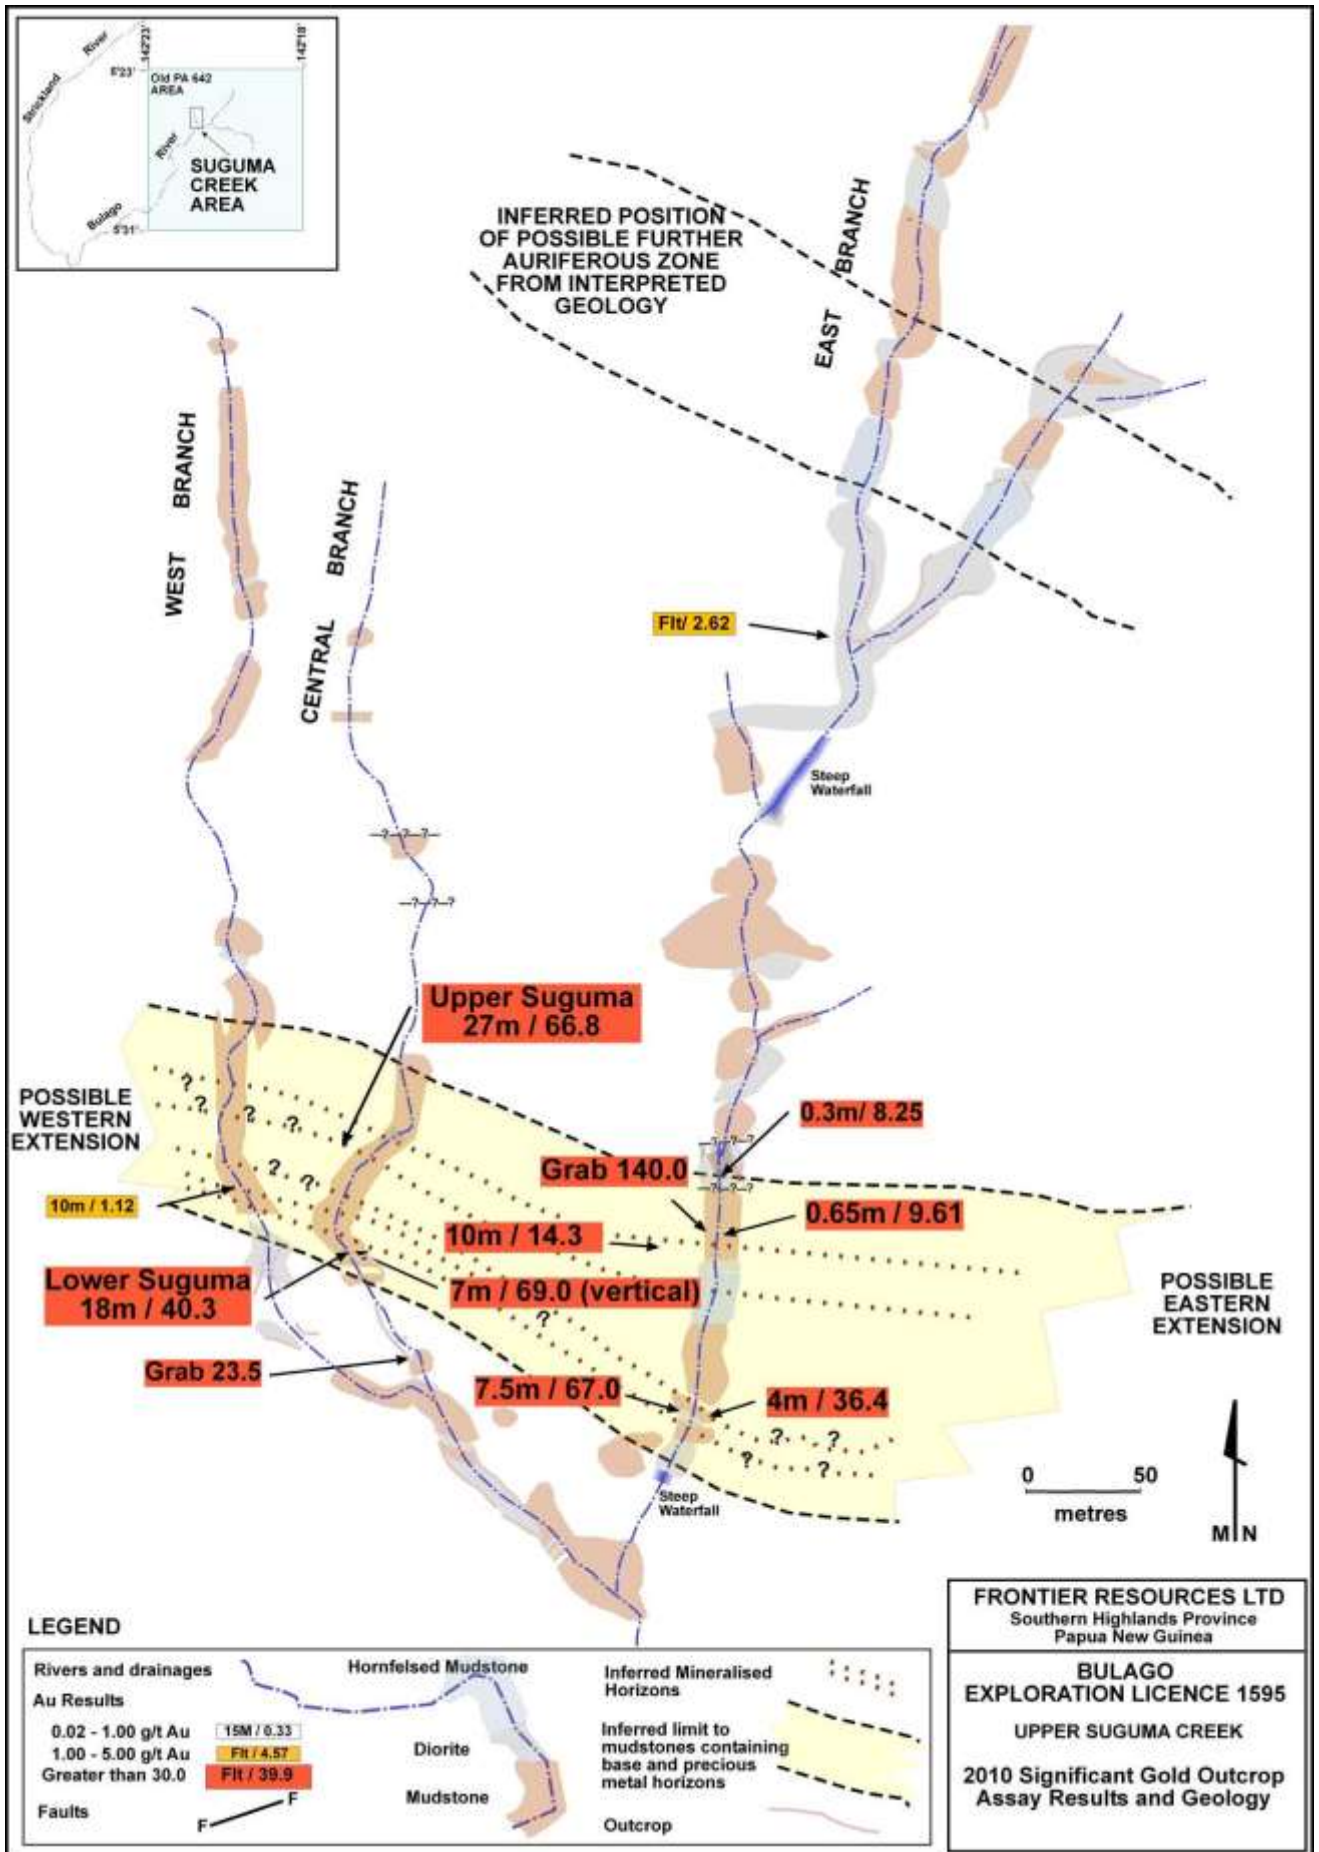 142°23'
142°18'
5°23'
5°31'
Old PA 642
AREA
Strickland River
Bulago River
SUGUMA
CREEK
AREA
INFERRED POSITION
OF POSSIBLE FURTHER
AURIFEROUS ZONE
FROM INTERPRETED
GEOLOGY
EAST BRANCH
WEST BRANCH
CENTRAL BRANCH
Flt/ 2.62
Steep
Waterfall
—?—?—?—
—?—?—?
Upper Suguma
27m / 66.8
POSSIBLE
WESTERN
EXTENSION
? ? ? ?
? ?
0.3m/ 8.25
—?—?—?
Grab 140.0
—?—?—?
10m / 1.12
0.65m / 9.61
10m / 14.3
Lower Suguma
18m / 40.3
7m / 69.0 (vertical)
POSSIBLE
EASTERN
EXTENSION
?
Grab 23.5
7.5m / 67.0
4m / 36.4
? ?
? ?
Steep
Waterfall
0 50
metres
M N
LEGEND
Rivers and drainages
Au Results
0.02 - 1.00 g/t Au 15M / 0.33
1.00 - 5.00 g/t Au Flt / 4.57
Greater than 30.0 Flt / 39.9
Faults F F
Hornfelsed Mudstone
Diorite
Mudstone
Inferred Mineralised
Horizons
Inferred limit to
mudstones containing
base and precious
metal horizons
Outcrop
FRONTIER RESOURCES LTD
Southern Highlands Province
Papua New Guinea
BULAGO
EXPLORATION LICENCE 1595
UPPER SUGUMA CREEK
2010 Significant Gold Outcrop
Assay Results and Geology